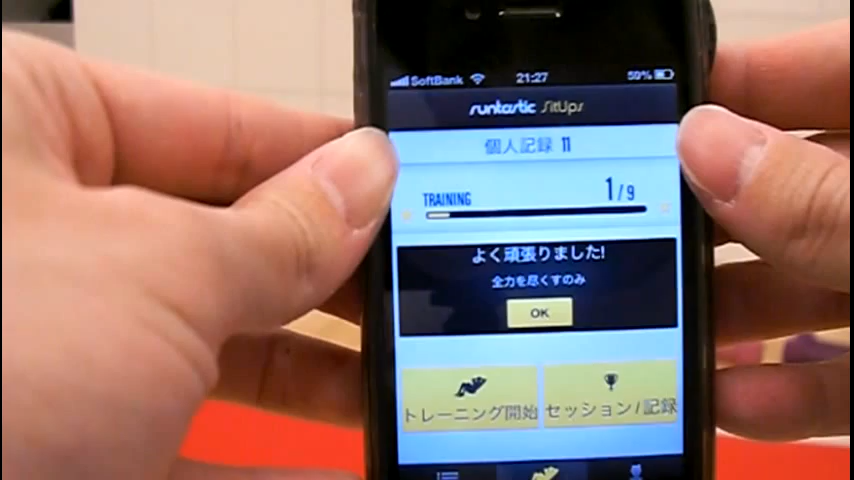 SoftBank 21:27 59%
runtastic SitUps
個人記録 11
TRAINING 1/9
よく頑張りました!
全力を尽くすのみ
OK
トレーニング開始 セッション/記録